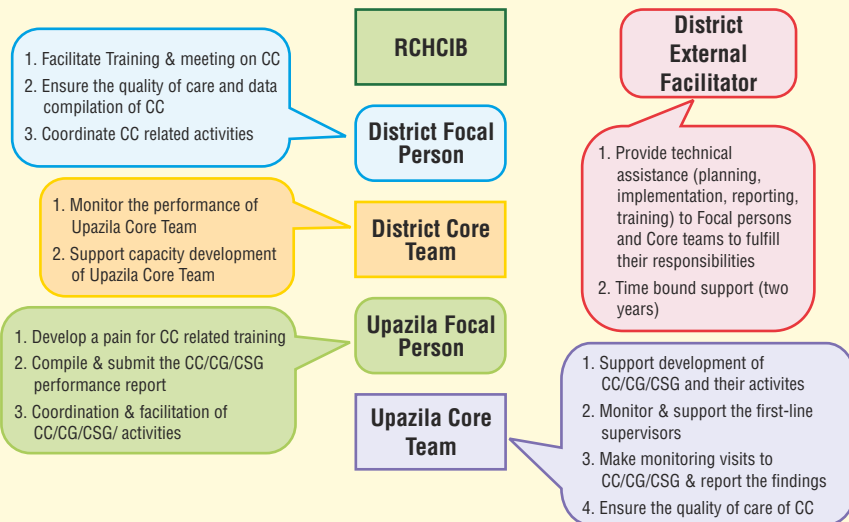 RCHCIB
District
External
Facilitator
1. Facilitate Training & meeting on CC
2. Ensure the quality of care and data
compilation of CC
3. Coordinate CC related activities
District Focal
Person
1. Provide technical
assistance (planning,
implementation, reporting,
training) to Focal persons
and Core teams to fulfill
their responsibilities
2. Time bound support (two
years)
1. Monitor the performance of
Upazila Core Team
2. Support capacity development
of Upazila Core Team
District Core
Team
Upazila Focal
Person
1. Develop a pain for CC related training
2. Compile & submit the CC/CG/CSG
performance report
3. Coordination & facilitation of
CC/CG/CSG/ activities
Upazila Core
Team
1. Support development of
CC/CG/CSG and their activites
2. Monitor & support the first-line
supervisors
3. Make monitoring visits to
CC/CG/CSG & report the findings
4. Ensure the quality of care of CC